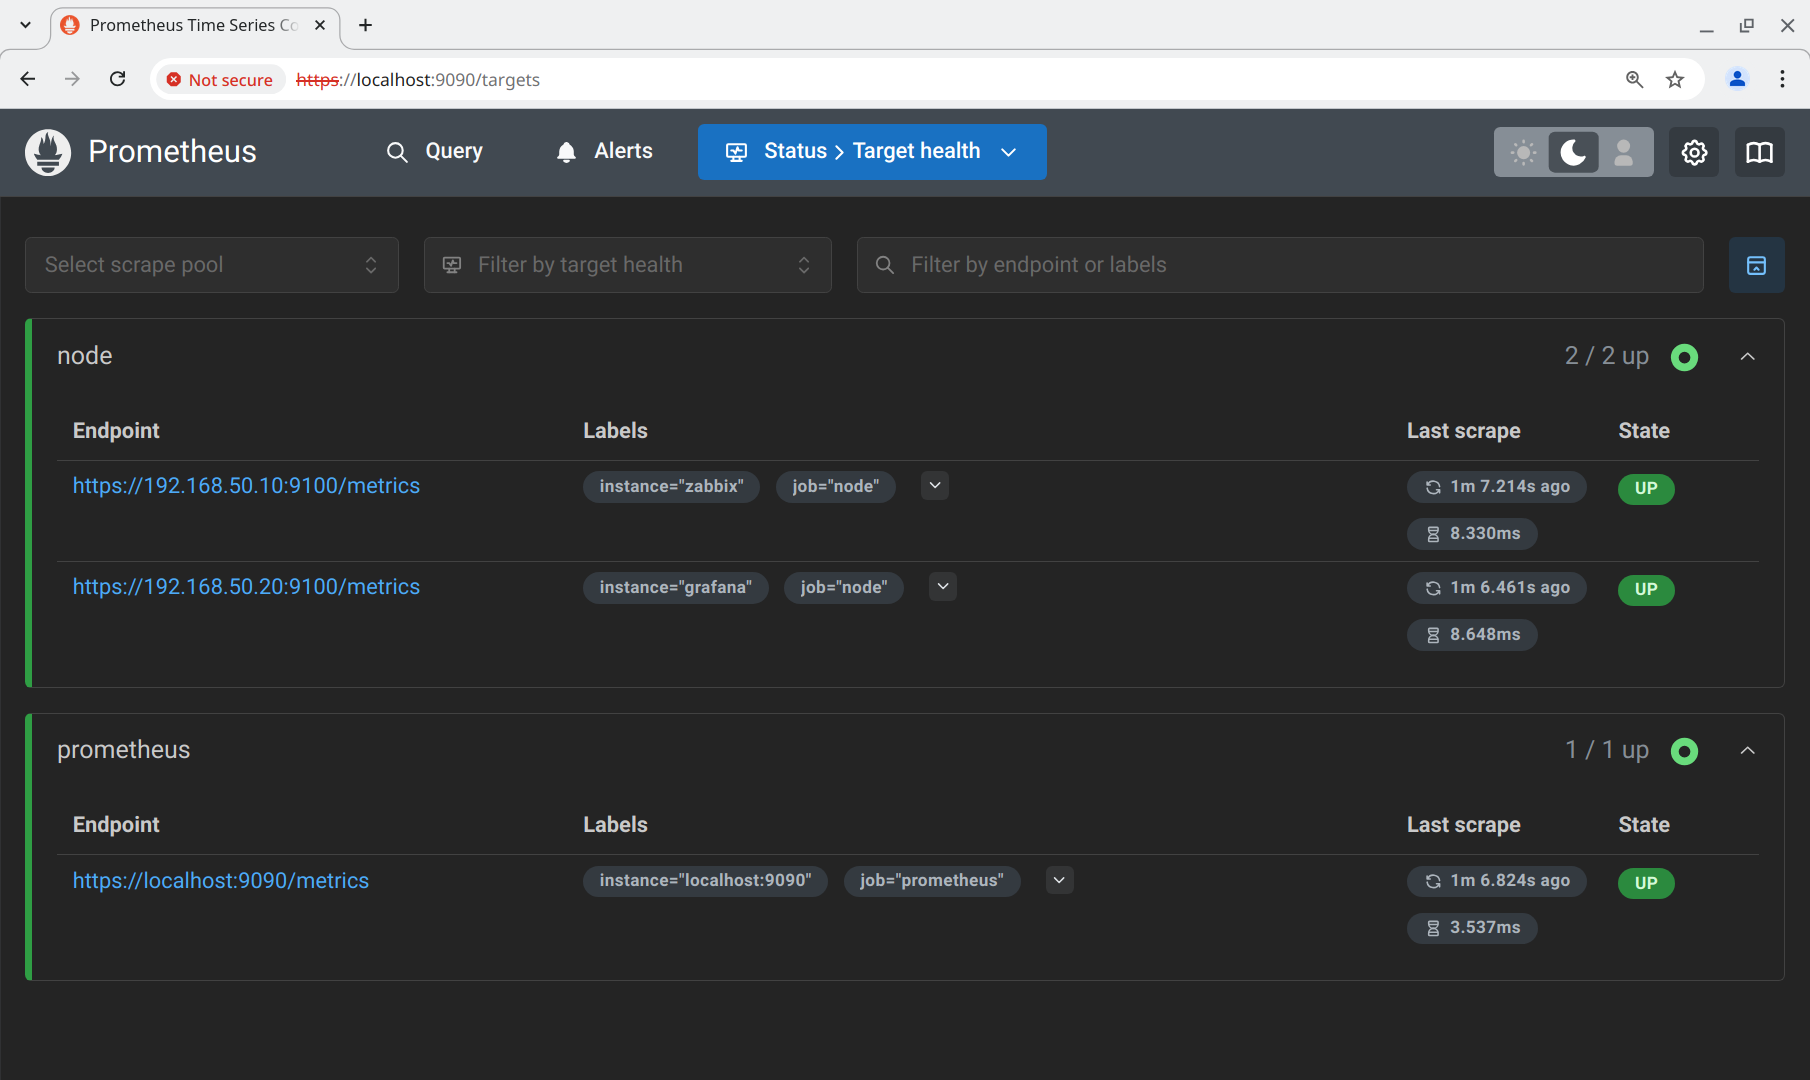 Prometheus Time Series Co
Not secure https://localhost:9090/targets
Prometheus Query Alerts Status > Target health
Select scrape pool Filter by target health Filter by endpoint or labels
node 2 / 2 up
Endpoint Labels Last scrape State
https://192.168.50.10:9100/metrics instance="zabbix" job="node" 1m 7.214s ago UP
8.330ms
https://192.168.50.20:9100/metrics instance="grafana" job="node" 1m 6.461s ago UP
8.648ms
prometheus 1 / 1 up
Endpoint Labels Last scrape State
https://localhost:9090/metrics instance="localhost:9090" job="prometheus" 1m 6.824s ago UP
3.537ms